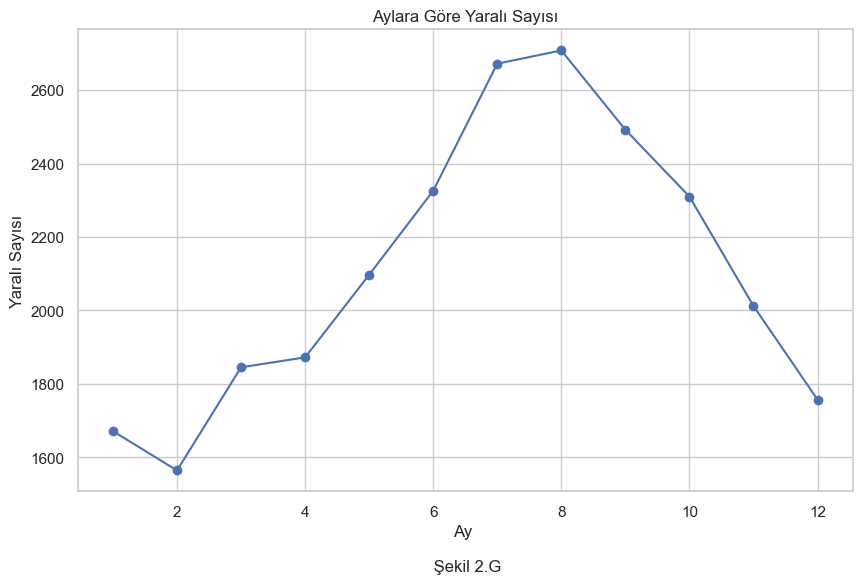 Aylara Göre Yaralı Sayısı
2600
2400
2200
2000
1800
1600
Yaralı Sayısı
2 4 6 8 10 12
Ay
Şekil 2.G